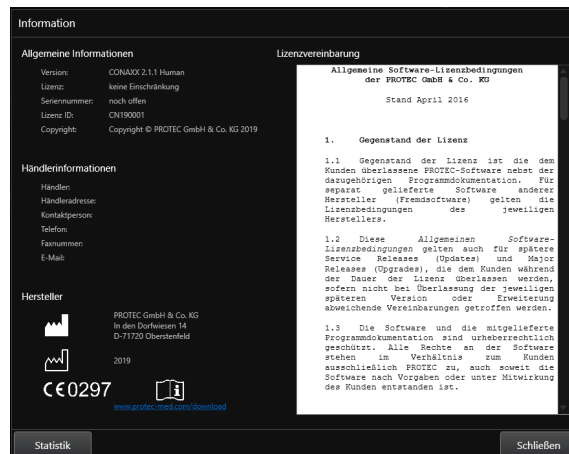 Information
Allgemeine Informationen
Version: CONAXX 2.1.1 Human
Lizenz: keine Einschränkung
Seriennummer: noch offen
Lizenz ID: CN190001
Copyright: Copyright © PROTEC GmbH & Co. KG 2019
Händlerinformationen
Händler:
Händleradresse:
Kontaktperson:
Telefon:
Faxnummer:
E-Mail:
Hersteller
PROTEC GmbH & Co. KG
In den Dorfwiesen 14
D-71720 Oberstenfeld
2019
CE0297
www.protec-med.com/download
Lizenzvereinbarung
Allgemeine Software-Lizenzbedingungen
der PROTEC GmbH & Co. KG
Stand April 2016
1. Gegenstand der Lizenz
1.1 Gegenstand der Lizenz ist die dem
Kunden überlassene PROTEC-Software nebst der
dazugehörigen Programmdokumentation. Für
separat gelieferte Software anderer
Hersteller (Fremdsoftware) gelten die
Lizenzbedingungen des jeweiligen
Herstellers.
1.2 Diese Allgemeinen Software-
Lizenzbedingungen gelten auch für spätere
Service Releases (Updates) und Major
Releases (Upgrades), die dem Kunden während
der Dauer der Lizenz überlassen werden,
sofern nicht bei Überlassung der jeweiligen
späteren Version oder Erweiterung
abweichende Vereinbarungen getroffen werden.
1.3 Die Software und die mitgelieferte
Programmdokumentation sind urheberrechtlich
geschützt. Alle Rechte an der Software
stehen im Verhältnis zum Kunden
ausschließlich PROTEC zu, auch soweit die
Software nach Vorgaben oder unter Mitwirkung
des Kunden entstanden ist.
Statistik
Schließen